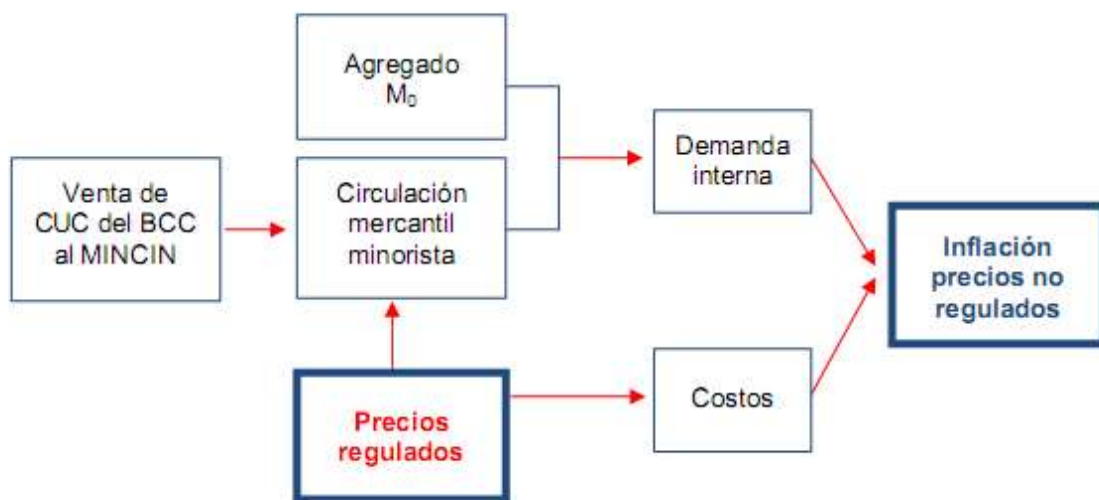 Agregado
M₀
Venta de
CUC del BCC
al MINCIN
Circulación
mercantil
minorista
Demanda
interna
Inflación
precios no
regulados
Precios
regulados
Costos